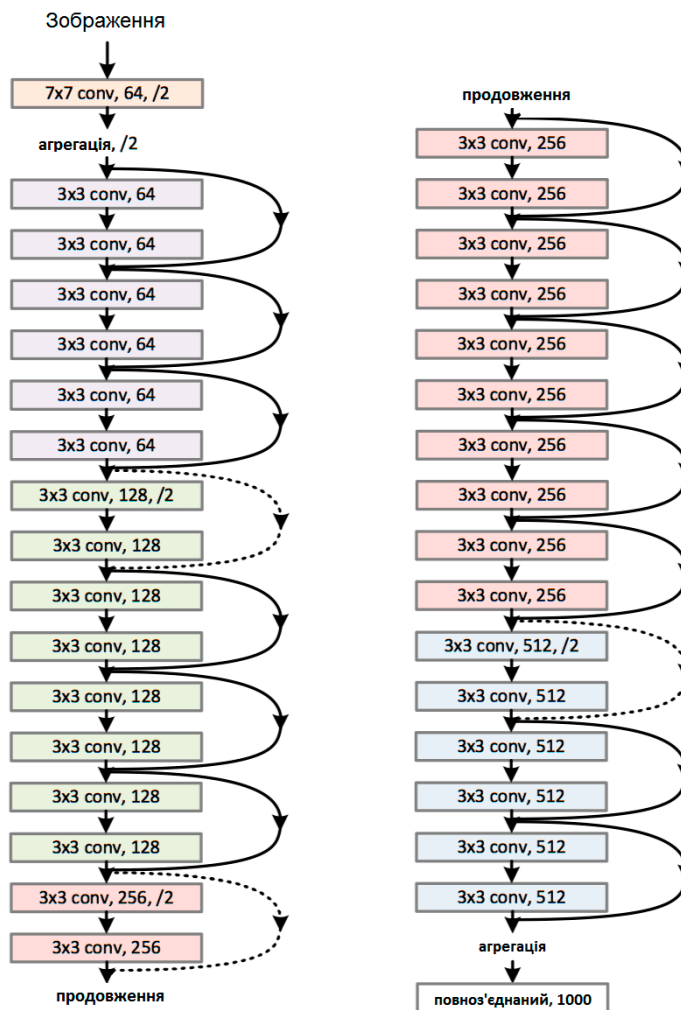 Зображення
7x7 conv, 64, /2
агрегація, /2
3x3 conv, 64
3x3 conv, 64
3x3 conv, 64
3x3 conv, 64
3x3 conv, 64
3x3 conv, 64
3x3 conv, 128, /2
3x3 conv, 128
3x3 conv, 128
3x3 conv, 128
3x3 conv, 128
3x3 conv, 128
3x3 conv, 128
3x3 conv, 128
3x3 conv, 256, /2
3x3 conv, 256
продовження
продовження
3x3 conv, 256
3x3 conv, 256
3x3 conv, 256
3x3 conv, 256
3x3 conv, 256
3x3 conv, 256
3x3 conv, 256
3x3 conv, 256
3x3 conv, 256
3x3 conv, 256
3x3 conv, 512, /2
3x3 conv, 512
3x3 conv, 512
3x3 conv, 512
3x3 conv, 512
3x3 conv, 512
агрегація
повноз'єднаний, 1000